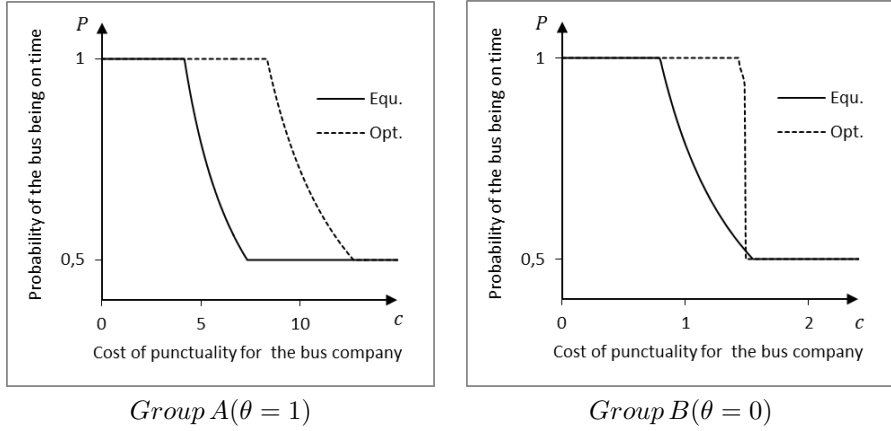 P
Probability of the bus being on time
1
0,5
Equ.
Opt.
0
5
10
c
Cost of punctuality for the bus company
Group A(θ = 1)
P
Probability of the bus being on time
1
0,5
Equ.
Opt.
0
1
2
c
Cost of punctuality for the bus company
Group B(θ = 0)